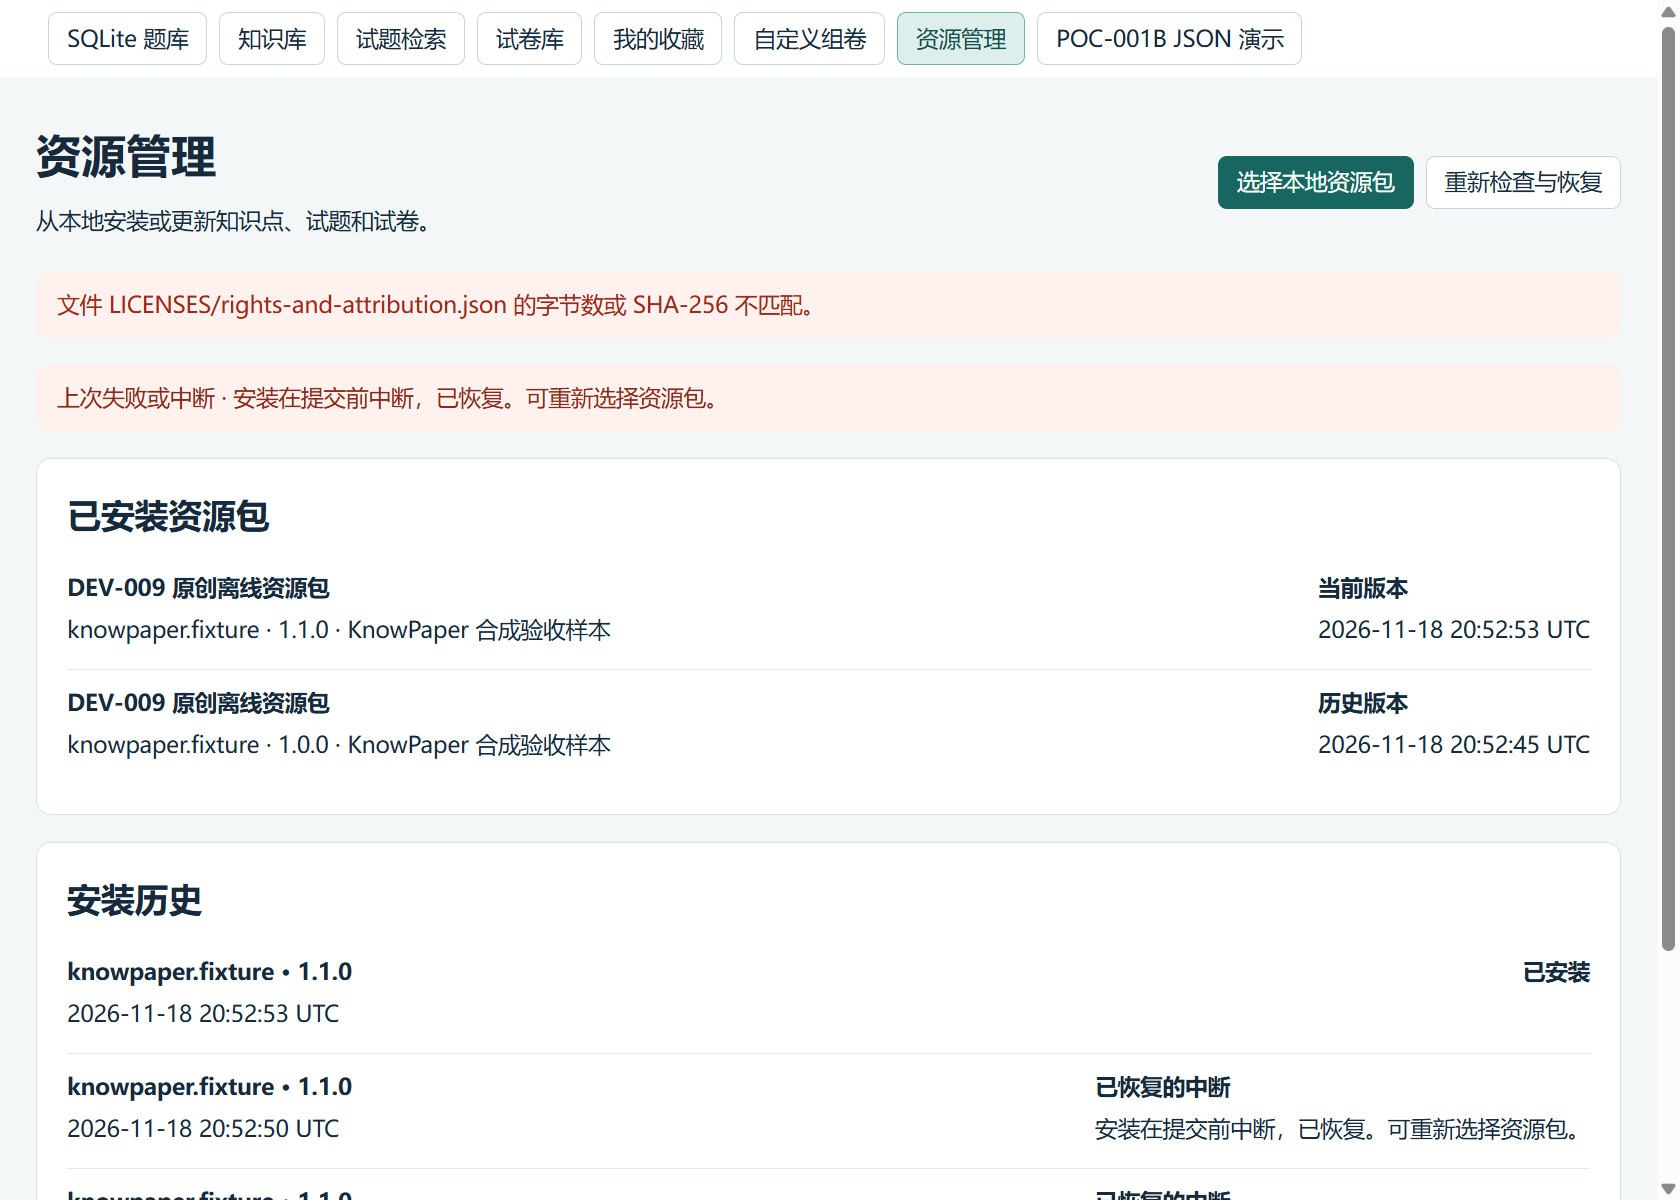 SQLite 题库
知识库
试题检索
试卷库
我的收藏
自定义组卷
资源管理
POC-001B JSON 演示
资源管理
从本地安装或更新知识点、试题和试卷。
选择本地资源包
重新检查与恢复
文件 LICENSES/rights-and-attribution.json 的字节数或 SHA-256 不匹配。
上次失败或中断 · 安装在提交前中断，已恢复。可重新选择资源包。
已安装资源包
DEV-009 原创离线资源包
当前版本
knowpaper.fixture · 1.1.0 · KnowPaper 合成验收样本
2026-11-18 20:52:53 UTC
DEV-009 原创离线资源包
历史版本
knowpaper.fixture · 1.0.0 · KnowPaper 合成验收样本
2026-11-18 20:52:45 UTC
安装历史
knowpaper.fixture • 1.1.0
已安装
2026-11-18 20:52:53 UTC
knowpaper.fixture • 1.1.0
已恢复的中断
2026-11-18 20:52:50 UTC
安装在提交前中断，已恢复。可重新选择资源包。
knowpaper.fixture • 1.1.0
已恢复的中断